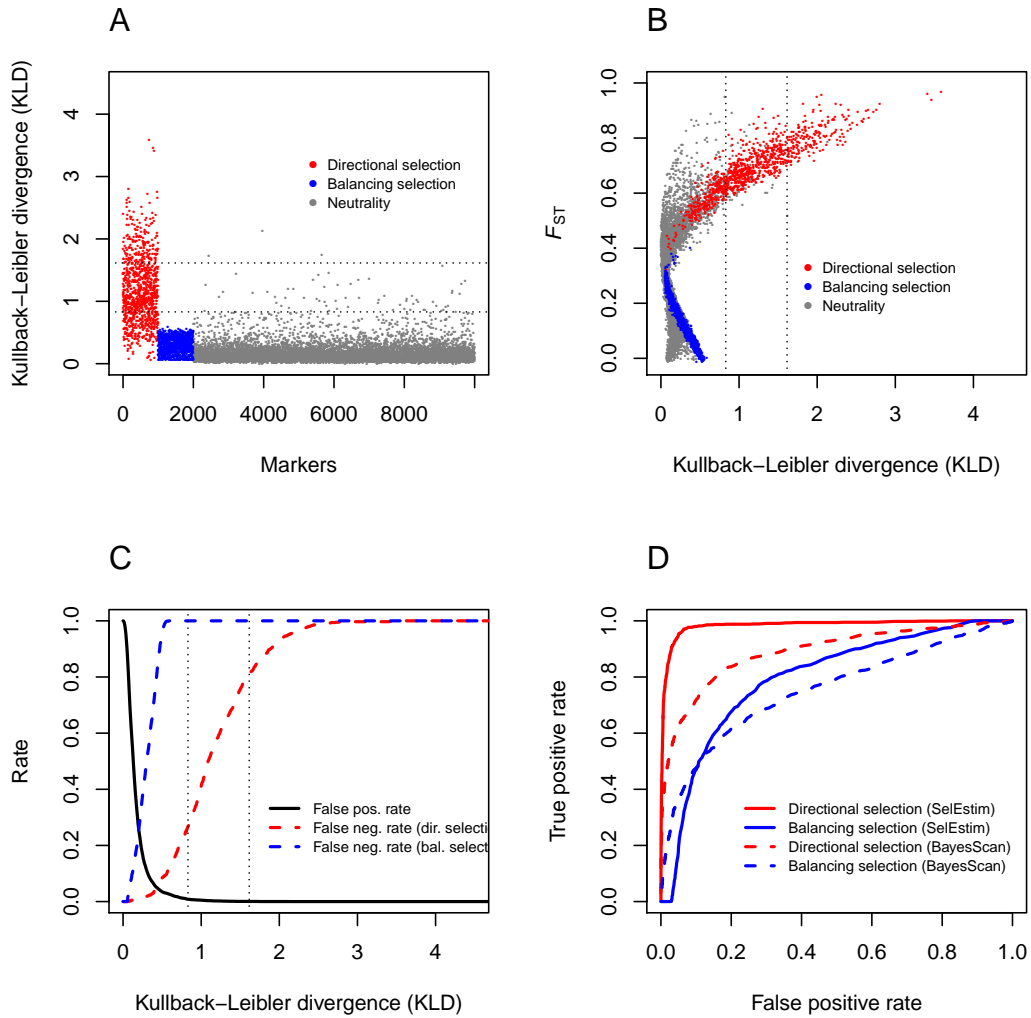 A
Kullback–Leibler divergence (KLD)
4
3
2
1
0
Directional selection
Balancing selection
Neutrality
0
2000
4000
6000
8000
Markers
B
F_ST
1.0
0.8
0.6
0.4
0.2
0.0
Directional selection
Balancing selection
Neutrality
0
1
2
3
4
Kullback–Leibler divergence (KLD)
C
Rate
1.0
0.8
0.6
0.4
0.2
0.0
False pos. rate
False neg. rate (dir. selecti
False neg. rate (bal. select
0
1
2
3
4
Kullback–Leibler divergence (KLD)
D
True positive rate
1.0
0.8
0.6
0.4
0.2
0.0
Directional selection (SelEstim)
Balancing selection (SelEstim)
Directional selection (BayesScan)
Balancing selection (BayesScan)
0.0
0.2
0.4
0.6
0.8
1.0
False positive rate